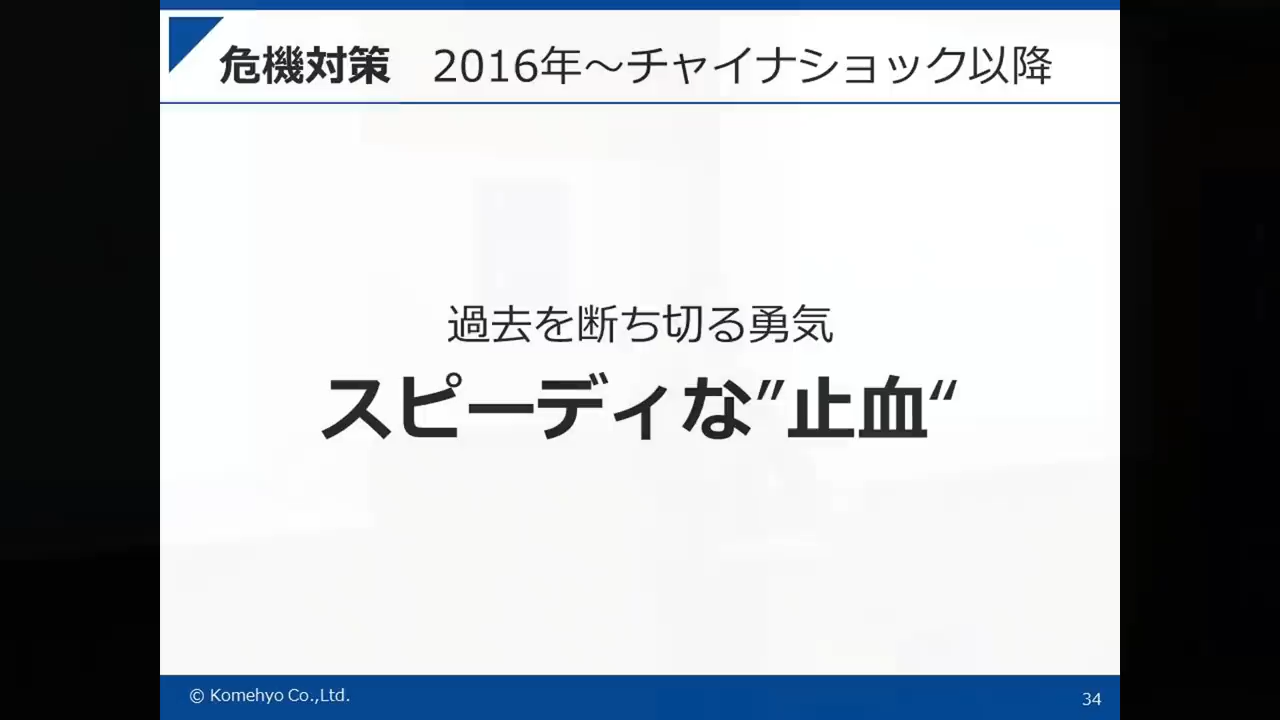 危機対策 2016年～チャイナショック以降
過去を断ち切る勇気
スピーディな”止血“
© Komehyo Co.,Ltd.
34